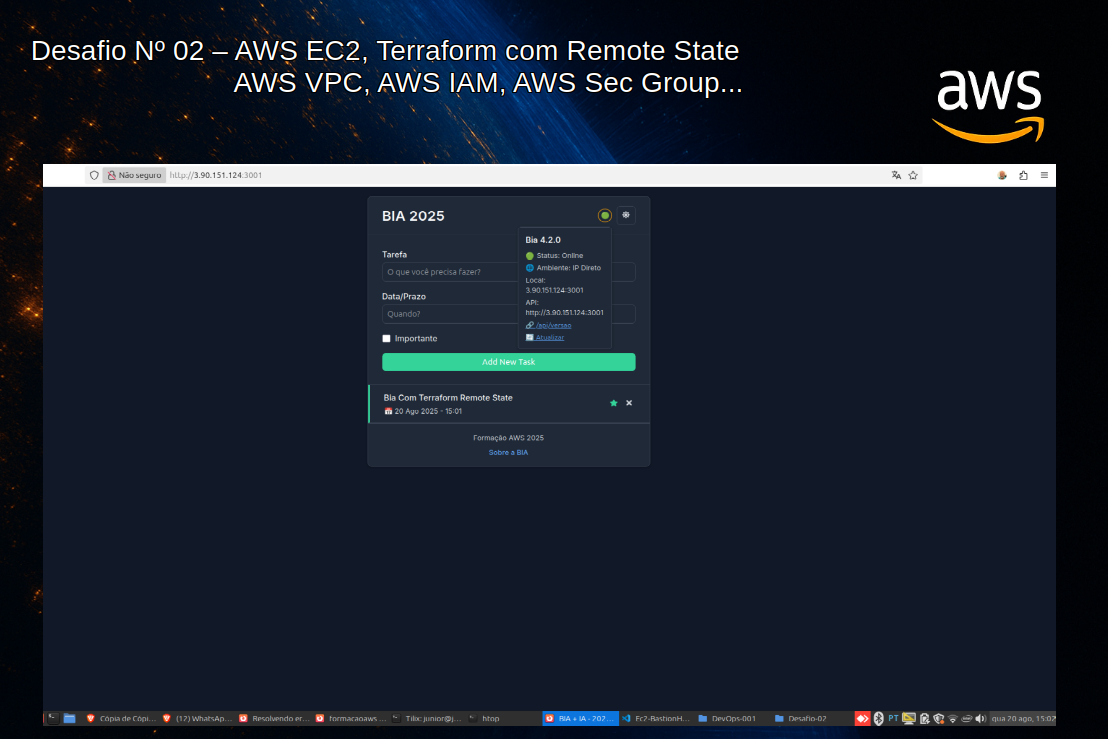 Desafio Nº 02 – AWS EC2, Terraform com Remote State
AWS VPC, AWS IAM, AWS Sec Group...
aws
Não seguro http://3.90.151.124:3001
BIA 2025
Bia 4.2.0
Status: Online
Ambiente: IP Direto
Local:
3.90.151.124:3001
API:
http://3.90.151.124:3001
/api/versao
Atualizar
Tarefa
O que você precisa fazer?
Data/Prazo
Quando?
Importante
Add New Task
Bia Com Terraform Remote State
20 Ago 2025 - 15:01
Formação AWS 2025
Sobre a BIA
Cópia de Cópi... (12) WhatsAp... Resolvendo er... formacaoaws ... Tilix: junior@j... htop BIA + IA - 202... Ec2-BastionH... DevOps-001 Desafio-02 PT qua 20 ago, 15:02